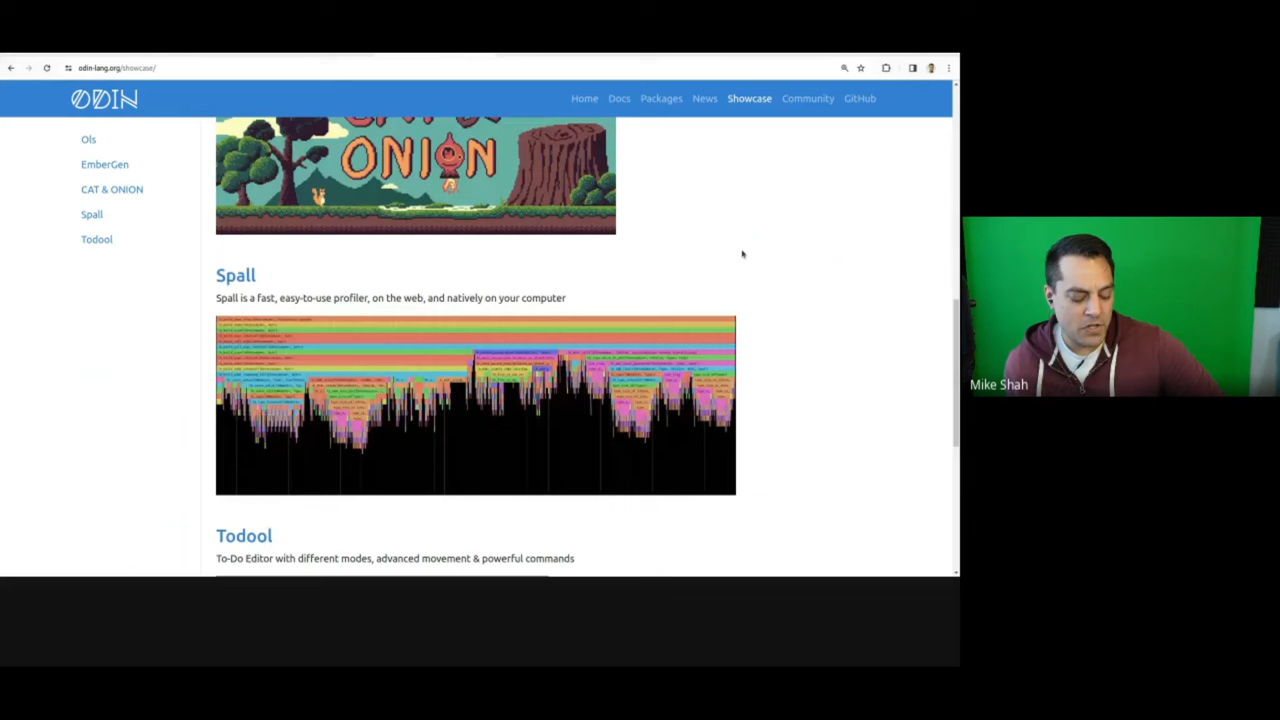 odin-lang.org/showcase/
ODIN
Home Docs Packages News Showcase Community GitHub
Ols
EmberGen
CAT & ONION
Spall
Todool
ONION
Spall
Spall is a fast, easy-to-use profiler, on the web, and natively on your computer
Todool
To-Do Editor with different modes, advanced movement & powerful commands
Mike Shah